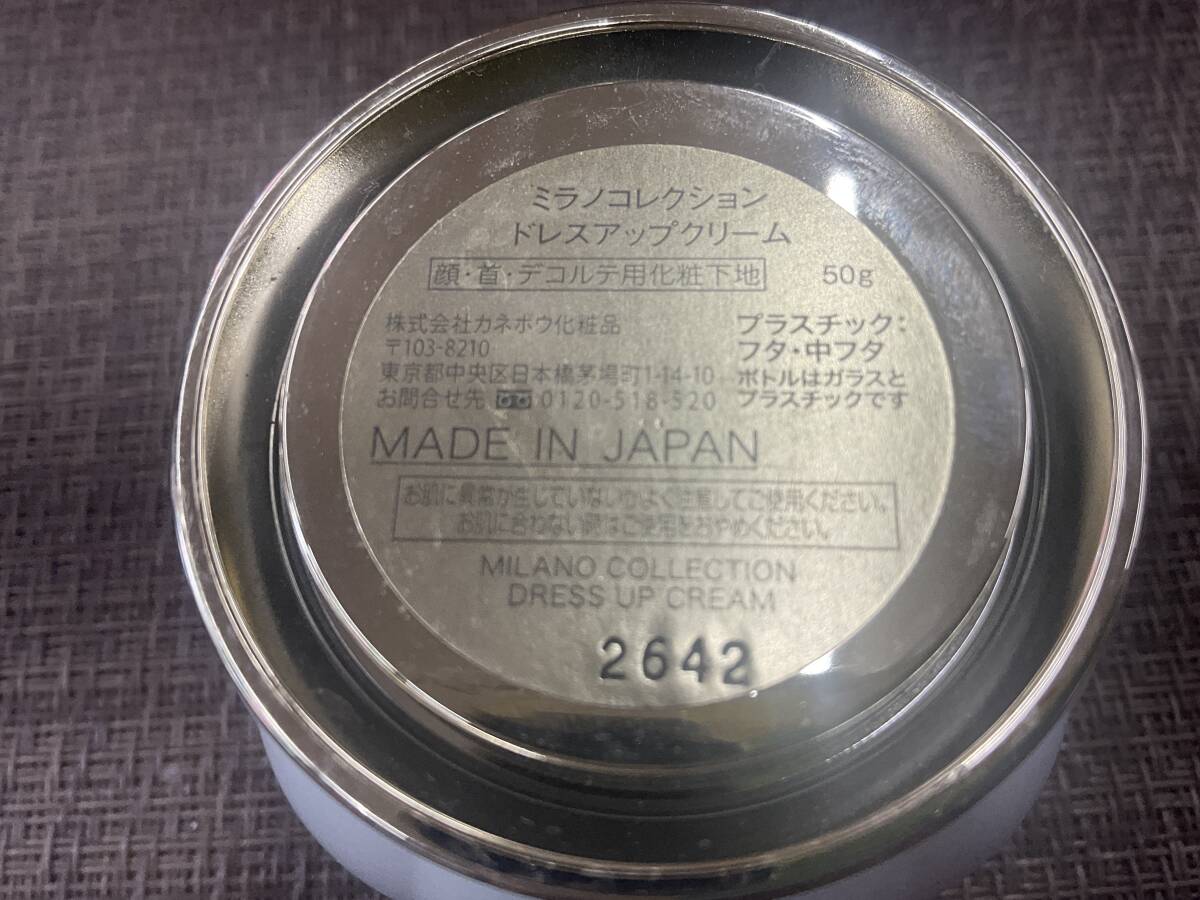 ミラノコレクション
ドレスアップクリーム
顔・首・デコルテ用化粧下地 50g
株式会社カネボウ化粧品
〒103-8210
東京都中央区日本橋茅場町1-14-10
お問合せ先 0120-518-520
プラスチック:
フタ・中フタ
ボトルはガラスと
プラスチックです
MADE IN JAPAN
お肌に異常が生じていないかよく注意してご使用ください。
お肌に合わない時はご使用をおやめください。
MILANO COLLECTION
DRESS UP CREAM
2642